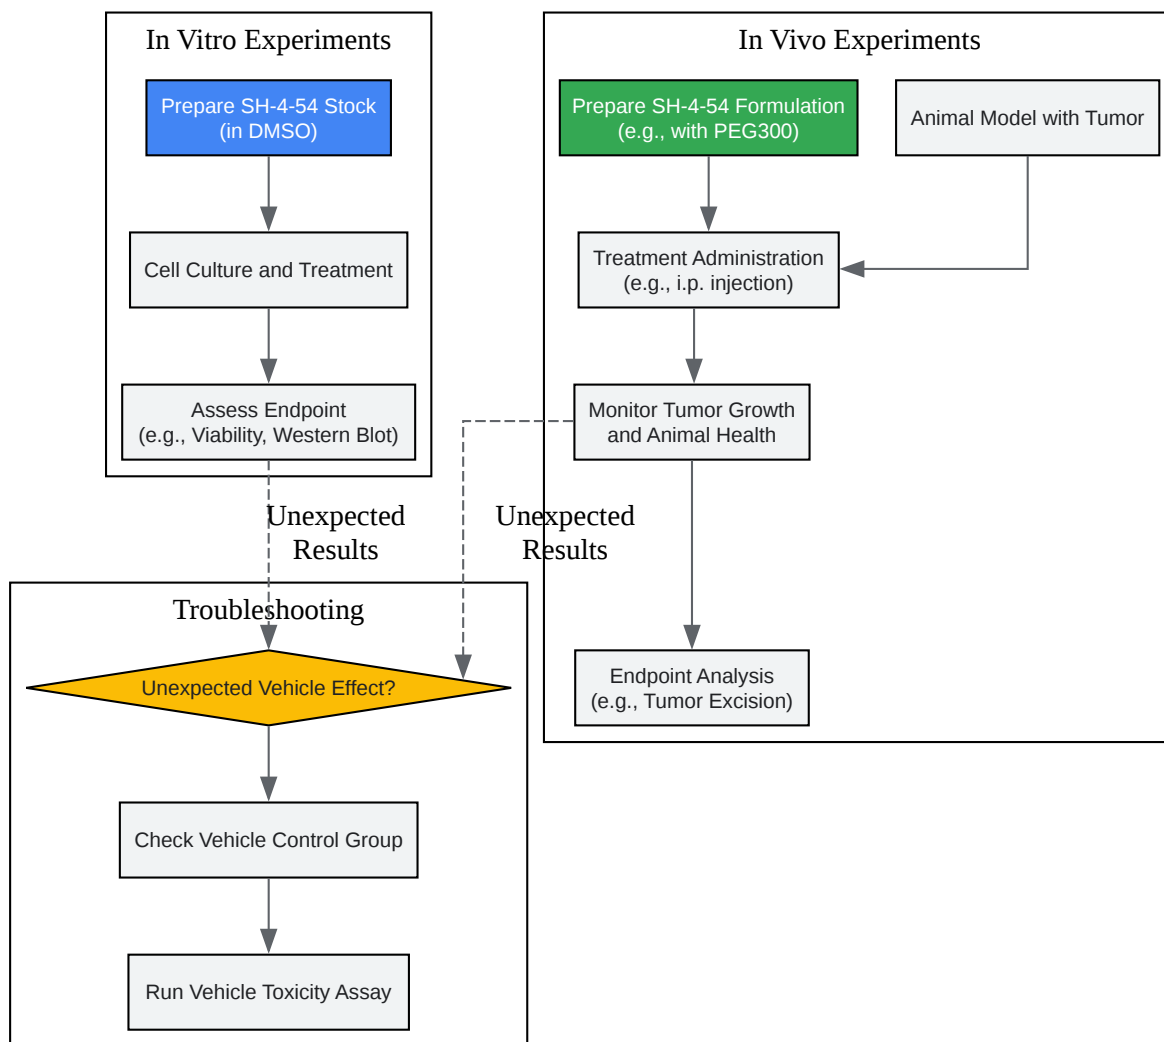 In Vitro Experiments
Prepare SH-4-54 Stock
(in DMSO)
Cell Culture and Treatment
Assess Endpoint
(e.g., Viability, Western Blot)
In Vivo Experiments
Prepare SH-4-54 Formulation
(e.g., with PEG300)
Animal Model with Tumor
Treatment Administration
(e.g., i.p. injection)
Monitor Tumor Growth
and Animal Health
Endpoint Analysis
(e.g., Tumor Excision)
Unexpected
Results
Unexpected
Results
Troubleshooting
Unexpected Vehicle Effect?
Check Vehicle Control Group
Run Vehicle Toxicity Assay